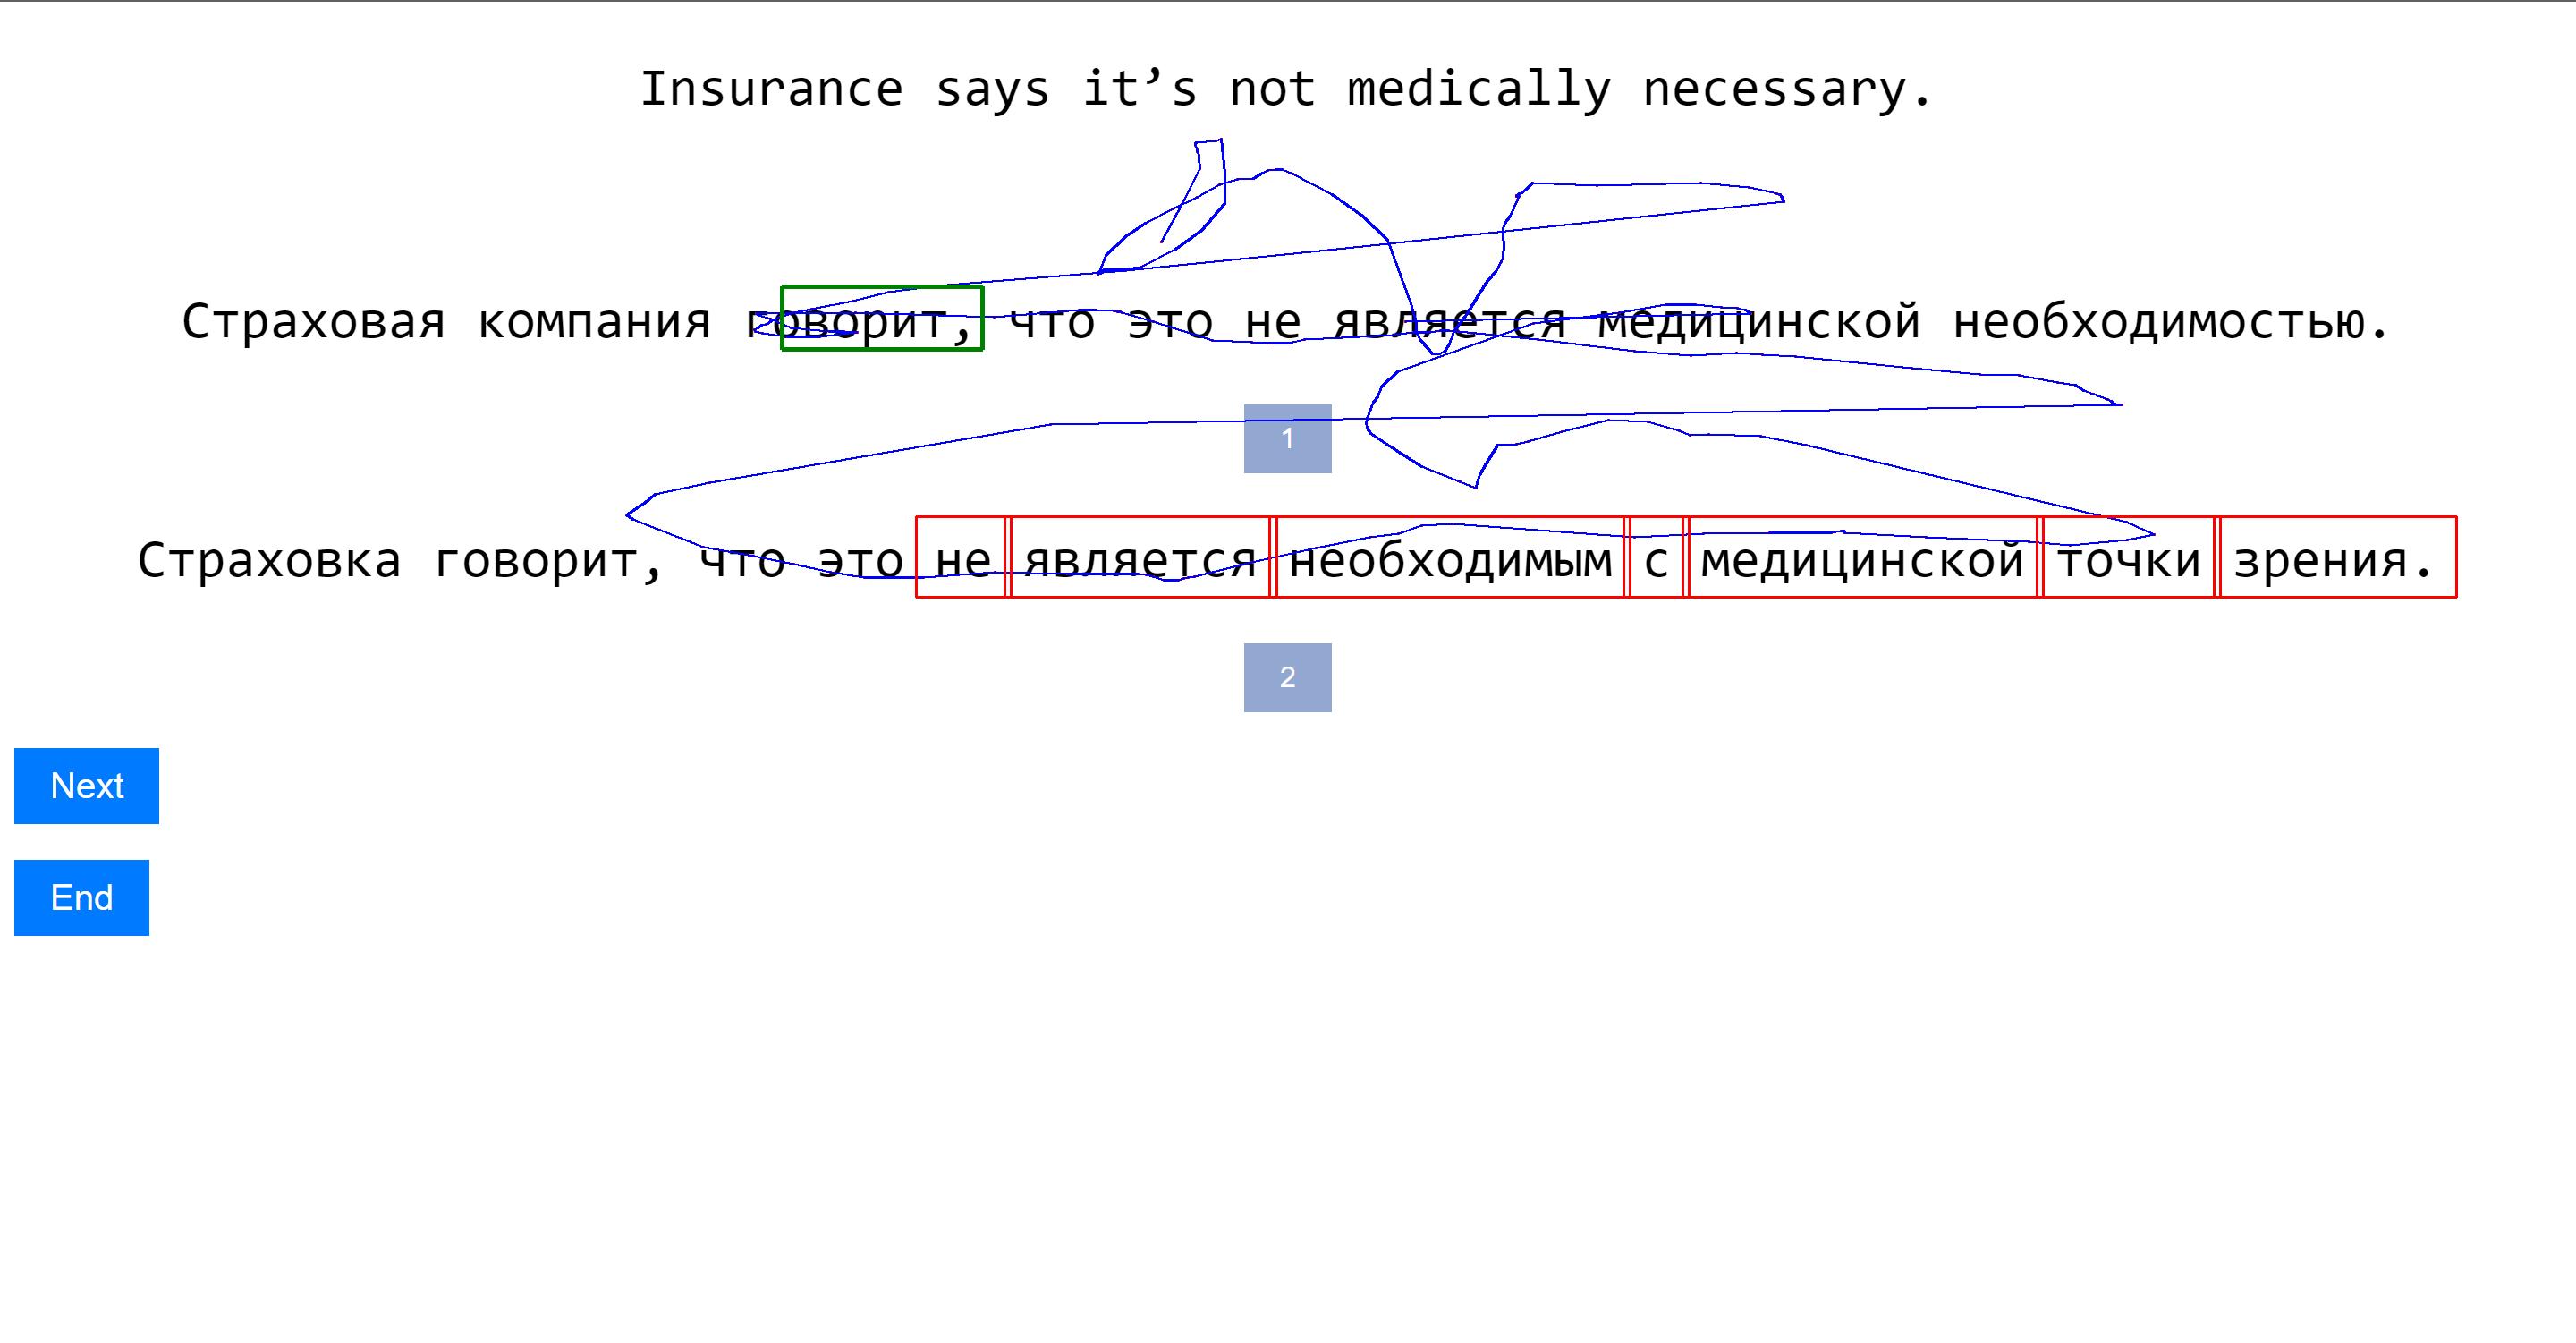 Insurance says it’s not medically necessary.
Страховая компания говорит, что это не является медицинской необходимостью.
1
Страховка говорит, что это не является необходимым с медицинской точки зрения.
2
Next
End